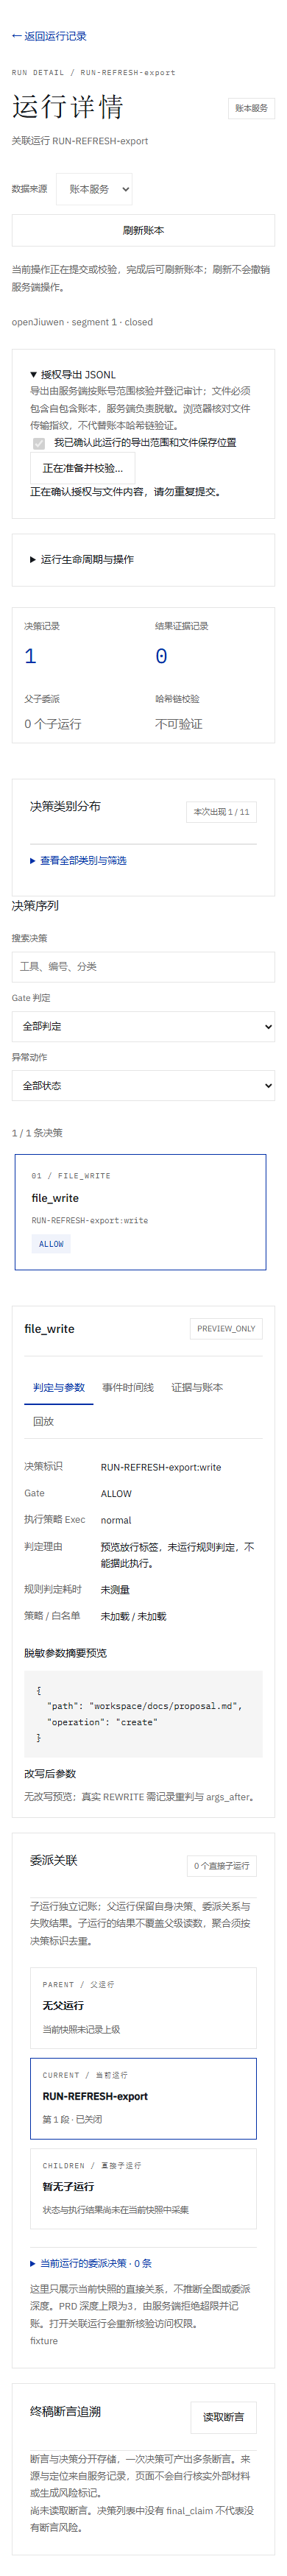 ← 返回运行记录
RUN DETAIL / RUN-REFRESH-export
运行详情
账本服务
关联运行 RUN-REFRESH-export
数据来源 账本服务
刷新账本
当前操作正在提交或校验，完成后可刷新账本；刷新不会撤销
服务端操作。
openJiuwen · segment 1 · closed
▼ 授权导出 JSONL
导出由服务端按账号范围核验并登记审计；文件必须
包含自包含账本，服务端负责脱敏。浏览器核对文件
传输指纹，不代替账本哈希链验证。
我已确认此运行的导出范围和文件保存位置
正在准备并校验…
正在确认授权与文件内容，请勿重复提交。
▶ 运行生命周期与操作
决策记录 结果证据记录
1 0
父子委派 哈希链校验
0 个子运行 不可验证
决策类别分布
本次出现 1 / 11
▶ 查看全部类别与筛选
决策序列
搜索决策
工具、编号、分类
Gate 判定
全部判定
异常动作
全部状态
1 / 1 条决策
01 / FILE_WRITE
file_write
RUN-REFRESH-export:write
ALLOW
file_write
PREVIEW_ONLY
判定与参数 事件时间线 证据与账本
回放
决策标识 RUN-REFRESH-export:write
Gate ALLOW
执行策略 Exec normal
判定理由 预览放行标签，未运行规则判定，不
能据此执行。
规则判定耗时 未测量
策略 / 白名单 未加载 / 未加载
脱敏参数摘要预览
{
"path": "workspace/docs/proposal.md",
"operation": "create"
}
改写后参数
无改写预览；真实 REWRITE 需记录重判与 args_after。
委派关联
0 个直接子运行
子运行独立记账；父运行保留自身决策、委派关系与
失败结果。子运行的结果不覆盖父级读数，聚合须按
决策标识去重。
PARENT / 父运行
无父运行
当前快照未记录上级
CURRENT / 当前运行
RUN-REFRESH-export
第 1 段 · 已关闭
CHILDREN / 直接子运行
暂无子运行
状态与执行结果尚未在当前快照中采集
▶ 当前运行的委派决策 · 0 条
这里只展示当前快照的直接关系，不推断全图或委派
深度。PRD 深度上限为3，由服务端拒绝超限并记
账。打开关联运行会重新核验访问权限。
fixture
终稿断言追溯
读取断言
断言与决策分开存储，一次决策可产出多条断言。来
源与定位来自服务记录，页面不会自行核实外部材料
或生成风险标记。
尚未读取断言。决策列表中没有 final_claim 不代表没
有断言风险。